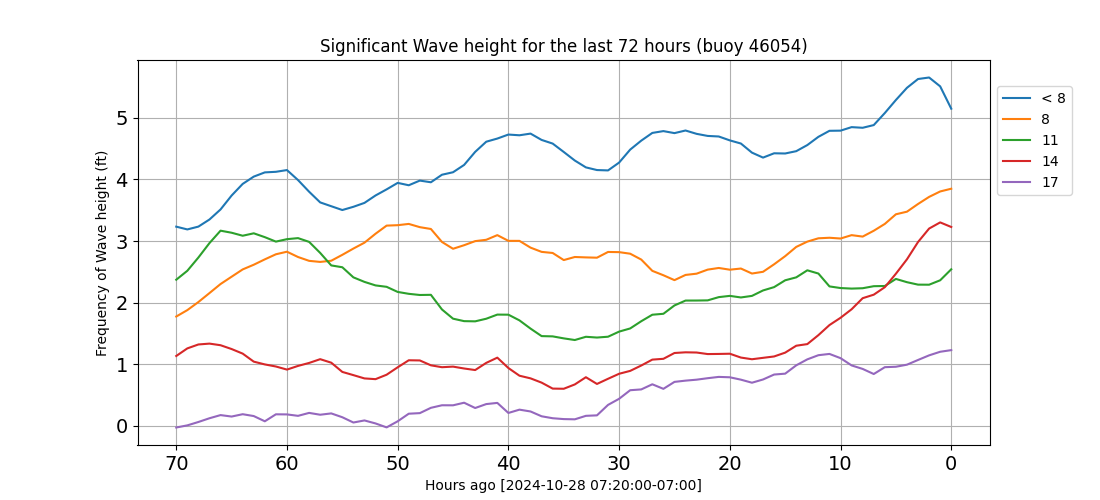 Significant Wave height for the last 72 hours (buoy 46054)
Frequency of Wave height (ft)
5
4
3
2
1
0
70 60 50 40 30 20 10 0
Hours ago [2024-10-28 07:20:00-07:00]
< 8
8
11
14
17